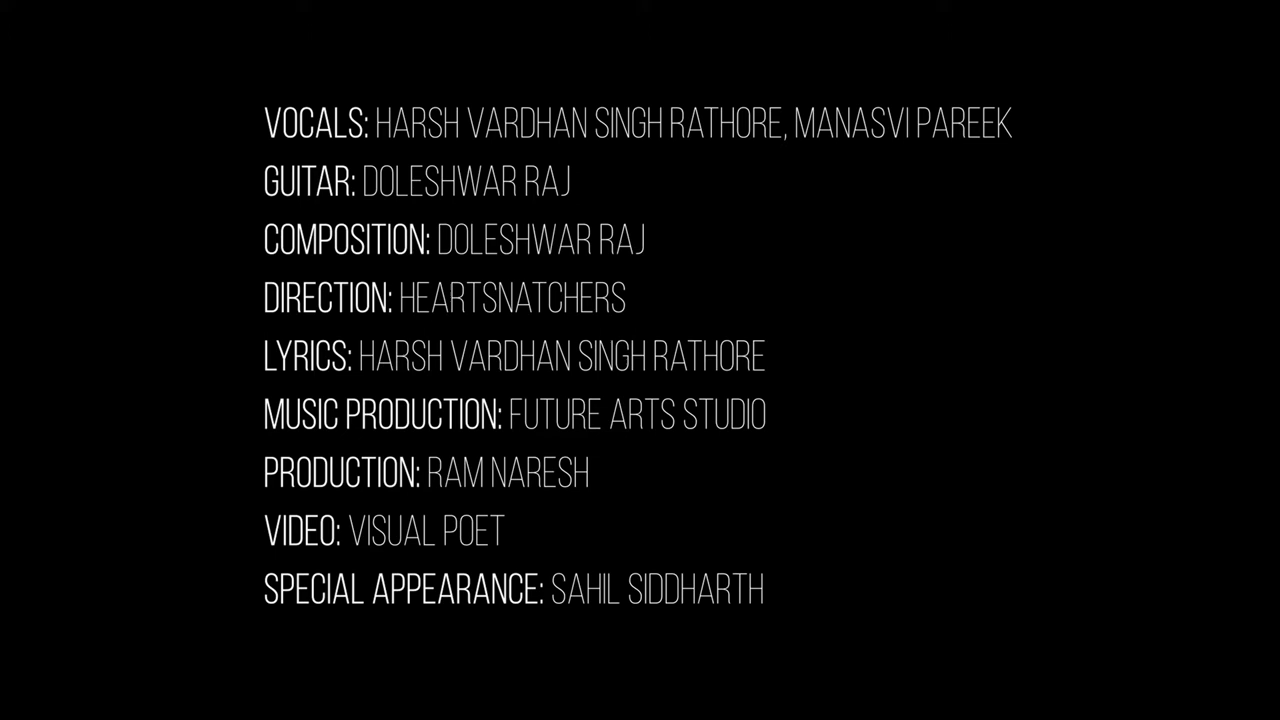 VOCALS: HARSH VARDHAN SINGH RATHORE, MANASVI PAREEK
GUITAR: DOLESHWAR RAJ
COMPOSITION: DOLESHWAR RAJ
DIRECTION: HEARTSNATCHERS
LYRICS: HARSH VARDHAN SINGH RATHORE
MUSIC PRODUCTION: FUTURE ARTS STUDIO
PRODUCTION: RAM NARESH
VIDEO: VISUAL POET
SPECIAL APPEARANCE: SAHIL SIDDHARTH